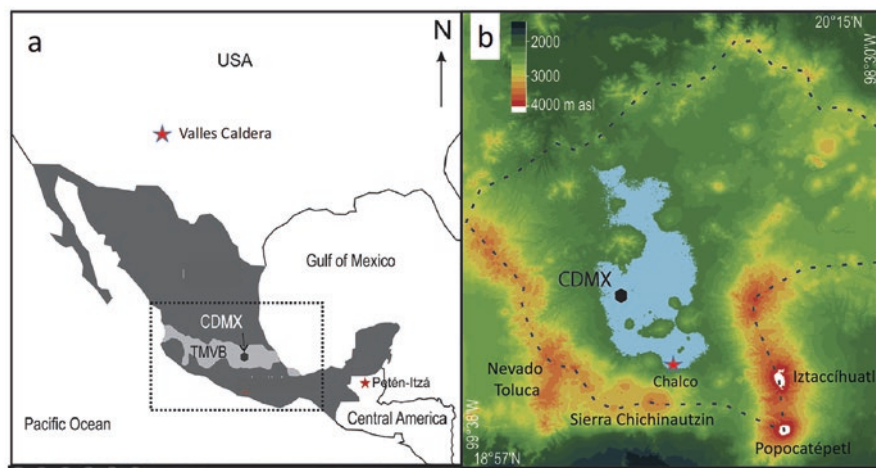 a
USA
N
Valles Caldera
Gulf of Mexico
CDMX
TMVB
Petén-Itzá
Central America
Pacific Ocean
b
2000
3000
4000 m asl
20°15'N
98°30'W
CDMX
Nevado
Toluca
Chalco
Iztaccíhuatl
Sierra Chichinautzin
Popocatépetl
99°38'W
18°57'N